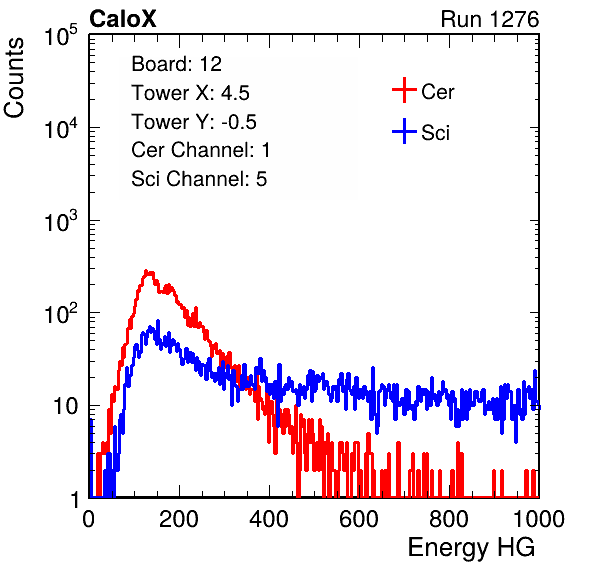 CaloX Run 1276
Counts
Board: 12
Tower X: 4.5
Tower Y: -0.5
Cer Channel: 1
Sci Channel: 5
Cer
Sci
10^5
10^4
10^3
10^2
10
1
0 200 400 600 800 1000
Energy HG